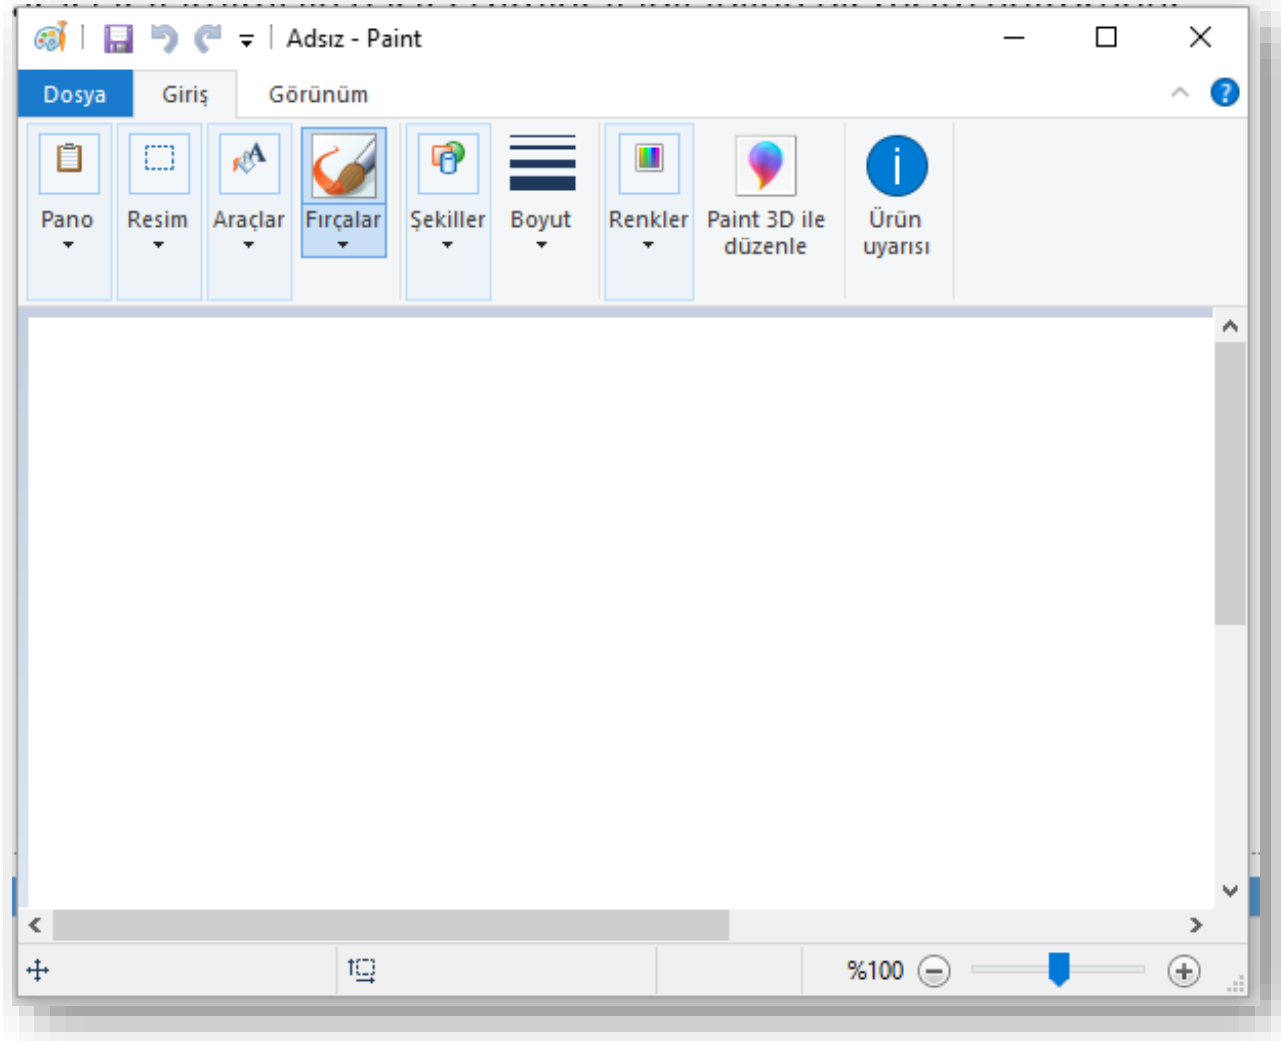 Adsız - Paint
Dosya Giriş Görünüm
Pano Resim Araçlar Fırçalar Şekiller Boyut Renkler Paint 3D ile düzenle Ürün uyarısı
%100